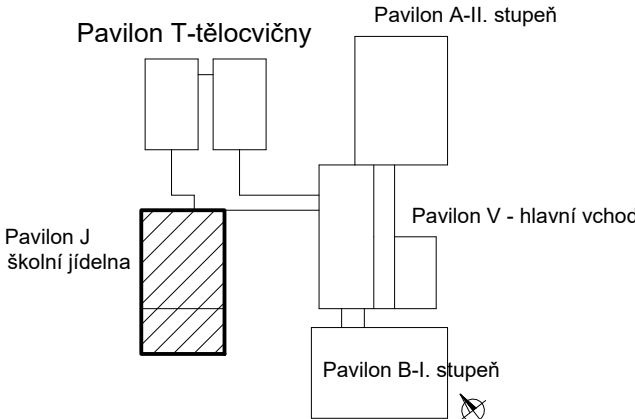 Pavilon A-II. stupeň
Pavilon T-tělocvičny
Pavilon V - hlavní vchod
Pavilon J
školní jídelna
Pavilon B-I. stupeň